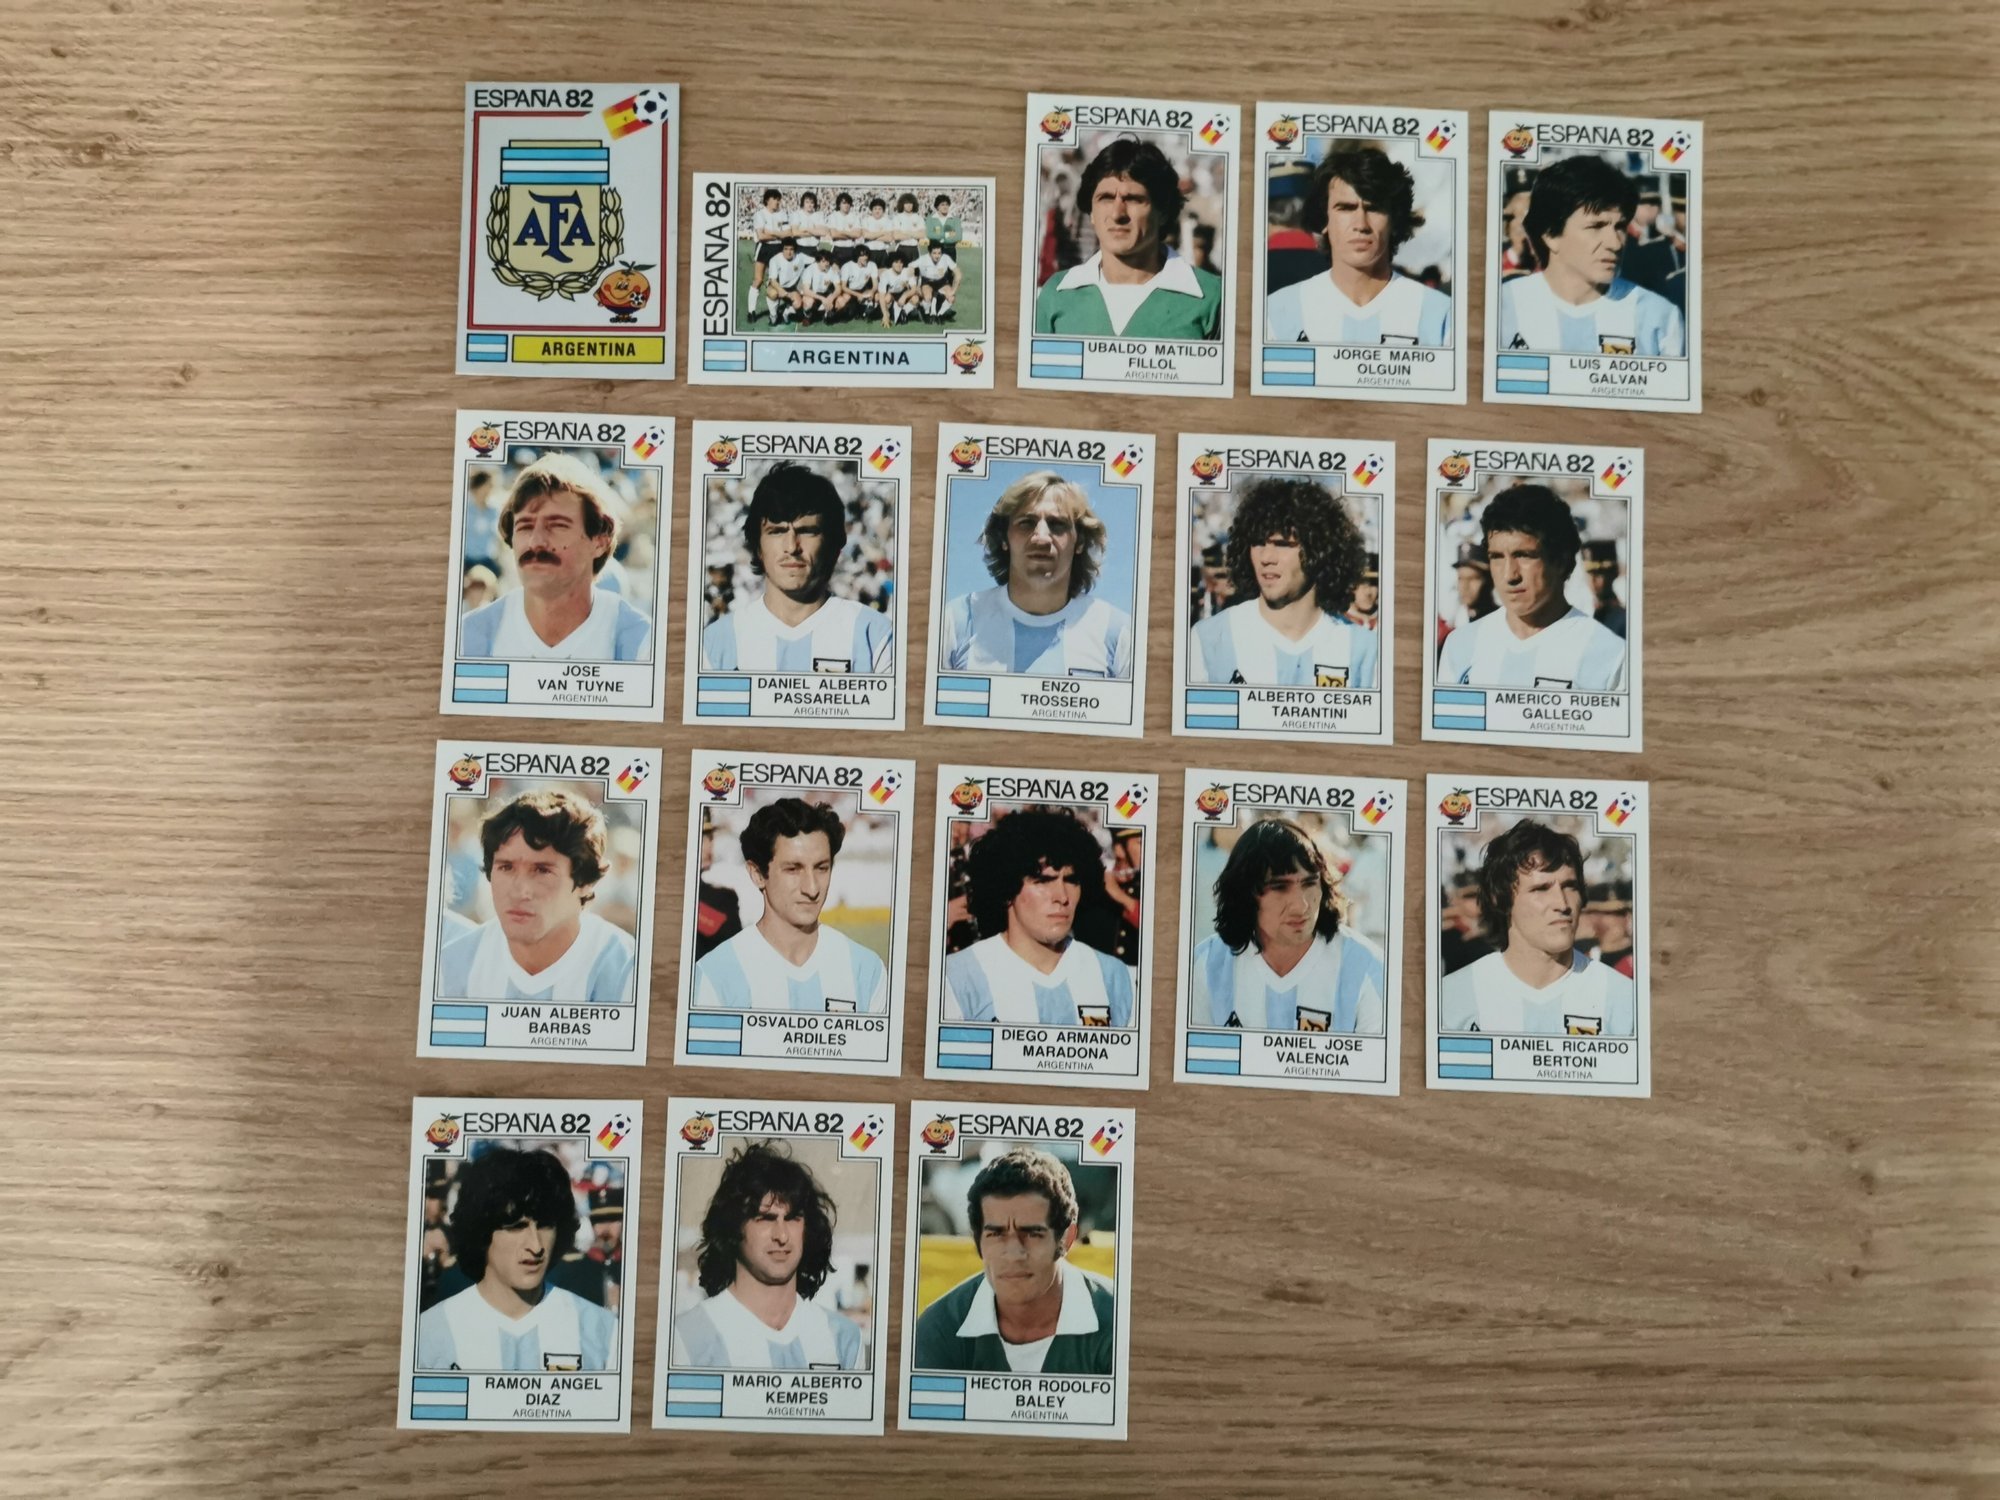 ESPAÑA 82
AFA
ARGENTINA
ESPAÑA 82
ARGENTINA
ESPAÑA 82
UBALDO MATILDO
FILLOL
ARGENTINA
ESPAÑA 82
JORGE MARIO
OLGUIN
ARGENTINA
ESPAÑA 82
LUIS ADOLFO
GALVAN
ARGENTINA
ESPAÑA 82
JOSE
VAN TUYNE
ARGENTINA
ESPAÑA 82
DANIEL ALBERTO
PASSARELLA
ARGENTINA
ESPAÑA 82
ENZO
TROSSERO
ARGENTINA
ESPAÑA 82
ALBERTO CESAR
TARANTINI
ARGENTINA
ESPAÑA 82
AMERICO RUBEN
GALLEGO
ARGENTINA
ESPAÑA 82
JUAN ALBERTO
BARBAS
ARGENTINA
ESPAÑA 82
OSVALDO CARLOS
ARDILES
ARGENTINA
ESPAÑA 82
DIEGO ARMANDO
MARADONA
ARGENTINA
ESPAÑA 82
DANIEL JOSE
VALENCIA
ARGENTINA
ESPAÑA 82
DANIEL RICARDO
BERTONI
ARGENTINA
ESPAÑA 82
RAMON ANGEL
DIAZ
ARGENTINA
ESPAÑA 82
MARIO ALBERTO
KEMPES
ARGENTINA
ESPAÑA 82
HECTOR RODOLFO
BALEY
ARGENTINA